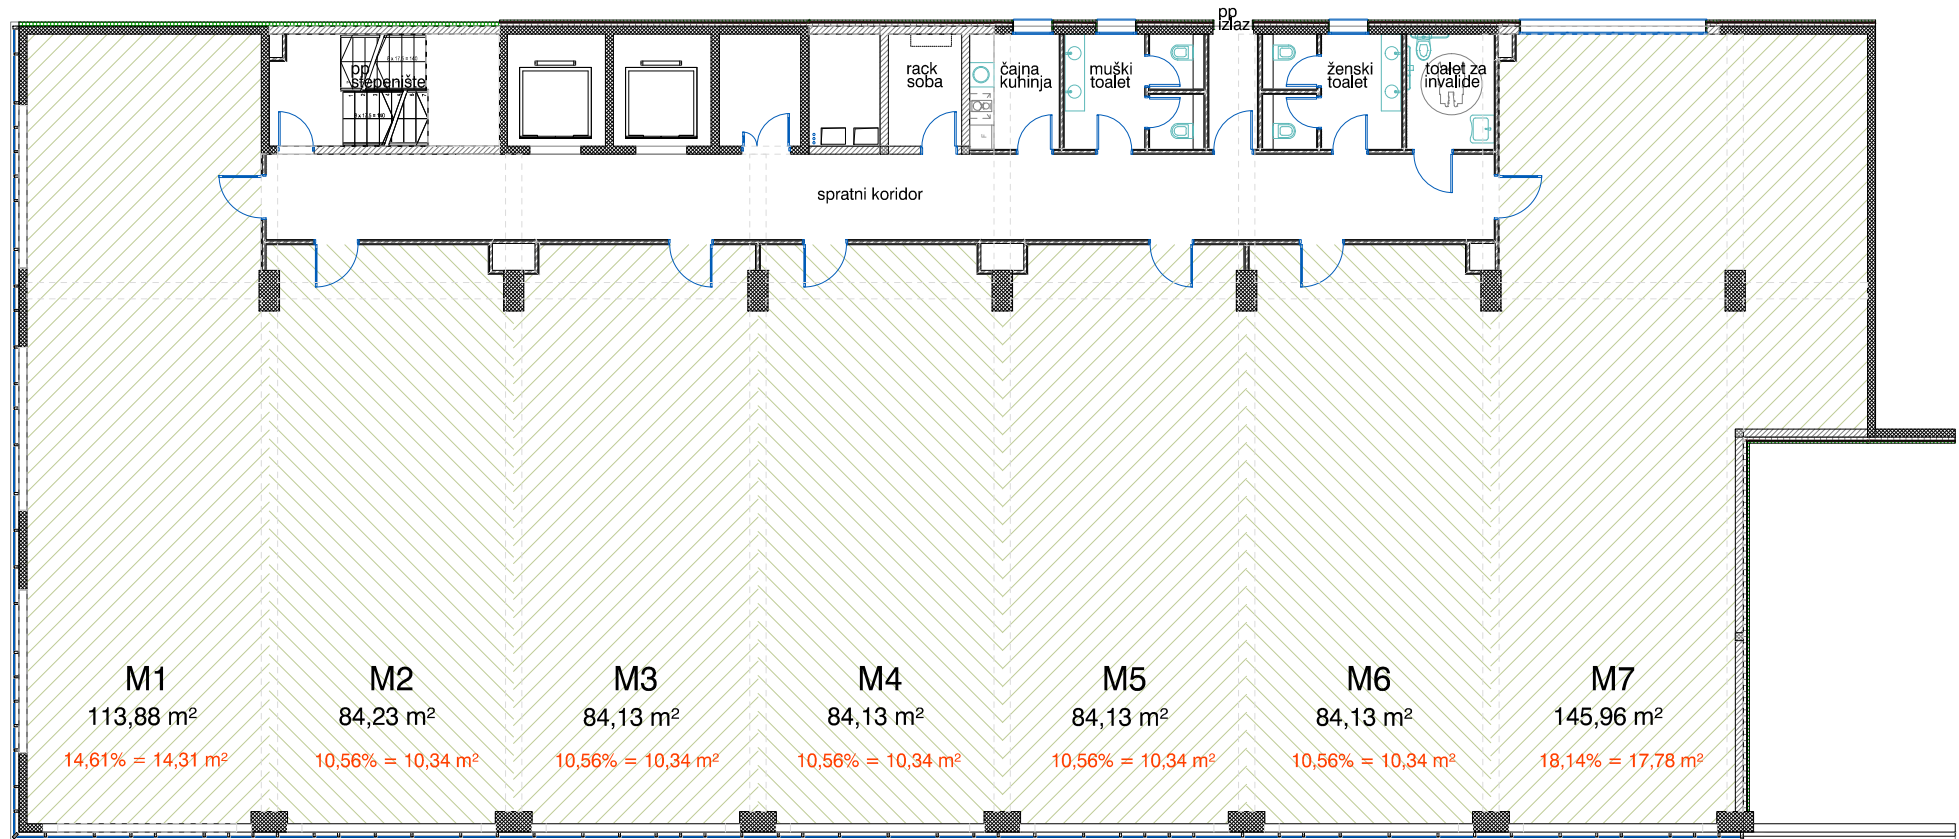 pp
izlaz
pp
stepenište
rack
soba
čajna
kuhinja
muški
toalet
ženski
toalet
toalet za
invalide
spratni koridor
M1
113,88 m²
14,61% = 14,31 m²
M2
84,23 m²
10,56% = 10,34 m²
M3
84,13 m²
10,56% = 10,34 m²
M4
84,13 m²
10,56% = 10,34 m²
M5
84,13 m²
10,56% = 10,34 m²
M6
84,13 m²
10,56% = 10,34 m²
M7
145,96 m²
18,14% = 17,78 m²